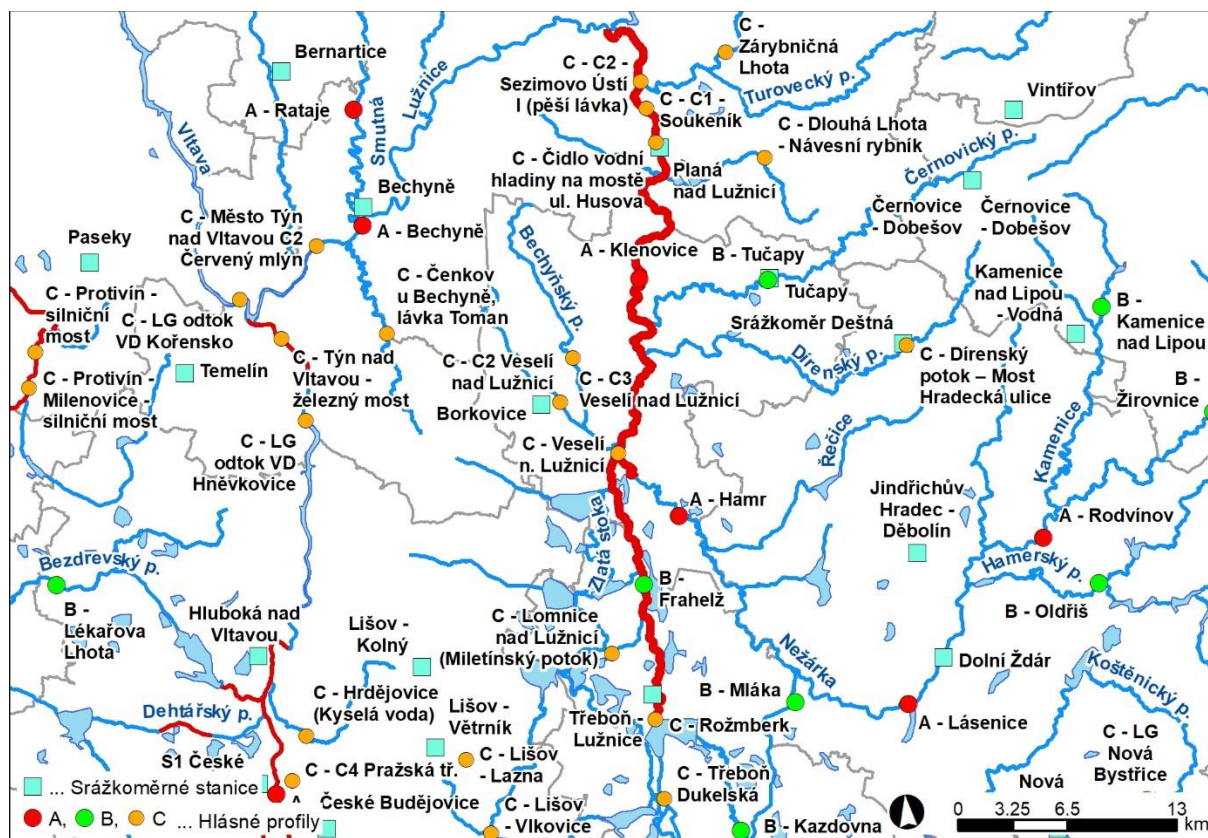 C -
Zárybničná
Lhota
Bernartice
C - C2 -
Sezimovo Ústí
I (pěší lávka)
Turovecký p.
Vintířov
A - Rataje
Smutná
Lužnice
Vltava
C - C1 -
Soukeník
C - Dlouhá Lhota
- Návesní rybník
Černovický p.
C - Čidlo vodní
hladiny na mostě
ul. Husova
Planá
nad Lužnicí
Bechyně
A - Bechyně
C - Město Týn
nad Vltavou C2
Červený mlýn
Černovice
- Dobešov
Černovice
- Dobešov
Paseky
Bechyňský p.
A - Klenovice
B - Tučapy
Tučapy
Kamenice
nad Lipou
- Vodná
C - Protivín -
silniční
most
C - LG odtok
VD Kořensko
C - Čenkov
u Bechyně,
lávka Toman
Srážkoměr Deštná
B -
Kamenice
nad Lipou
Dírenský p.
Temelín
C - Týn nad
Vltavou -
železný most
C - C2 Veselí
nad Lužnicí
C - C3
Veselí nad Lužnicí
C - Dírenský
potok – Most
Hradecká ulice
B -
Žirovnice
C - Protivín -
Milenovice -
silniční most
Borkovice
C - LG
odtok VD
Hněvkovice
C - Veselí
n. Lužnicí
Řečice
Kamenice
A - Hamr
Jindřichův
Hradec -
Děbolín
A - Rodvínov
Zlatá stoka
Bezdrevský p.
Hamerský p.
B -
Lékařova
Lhota
B -
Frahelž
B - Oldřiš
Hluboká nad
Vltavou
Lišov -
Kolný
C - Lomnice
nad Lužnicí
(Miletínský potok)
Nežárka
Dolní Ždár
Koštěnický p.
B - Mláka
Dehtářský p.
C - Hrdějovice
(Kyselá voda)
Lišov -
Větrník
Třeboň -
Lužnice
C - Rožmberk
A - Lásenice
S1 České
C - Lišov
- Lazna
C - LG
Nová
Bystřice
C - C4 Pražská tř.
C - Třeboň
Dukelská
Nová
... Srážkoměrné stanice
České Budějovice
C - Lišov
- Vlkovice
B - Kazdovna
A, B, C ... Hlásné profily
0 3.25 6.5 13
km